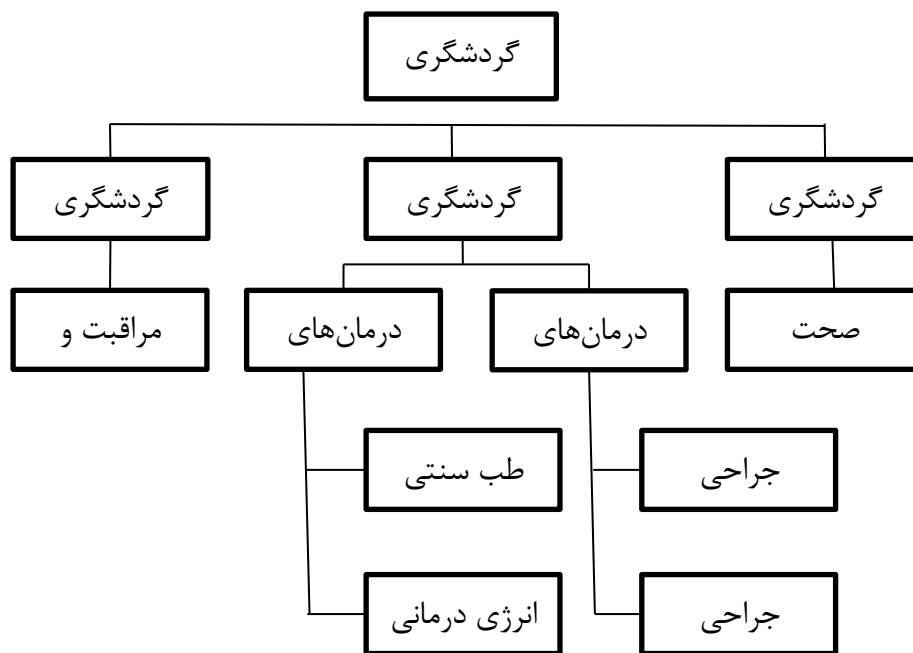 گردشگری
گردشگری
گردشگری
گردشگری
صحت
درمان‌های
درمان‌های
مراقبت و
جراحی
طب سنتی
جراحی
انرژی درمانی